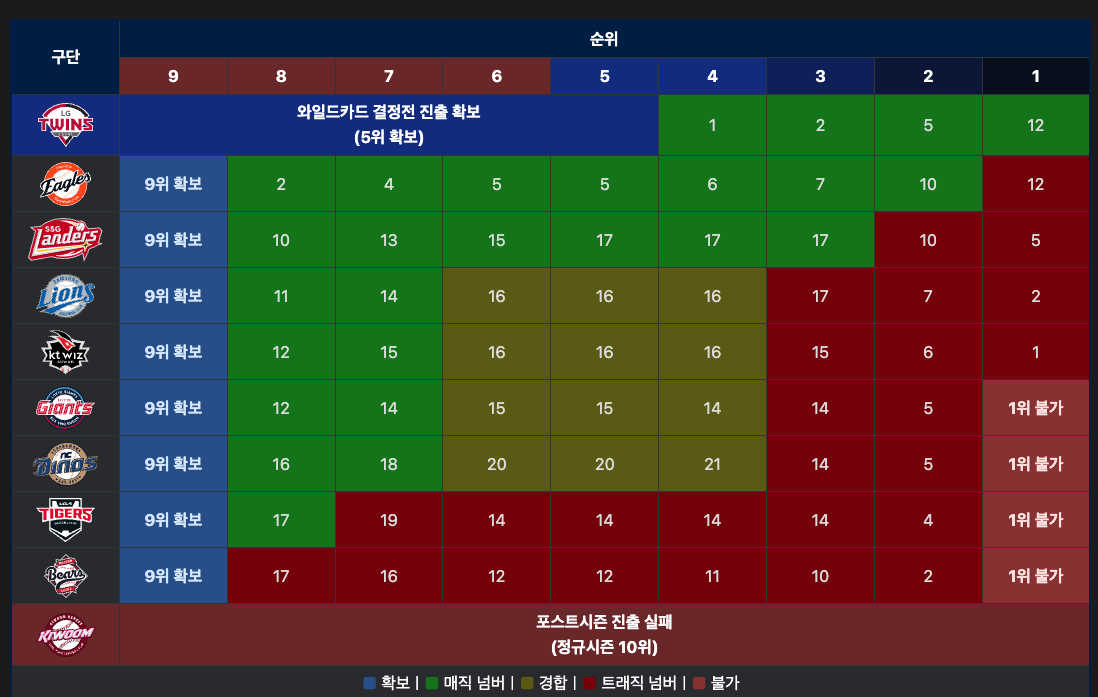 구단
순위
9 8 7 6 5 4 3 2 1
LG TWINS 와일드카드 결정전 진출 확보 1 2 5 12
(5위 확보)
Eagles 9위 확보 2 4 5 5 6 7 10 12
SSG Landers 9위 확보 10 13 15 17 17 17 10 5
SAMSUNG Lions 9위 확보 11 14 16 16 16 17 7 2
kt wiz 9위 확보 12 15 16 16 16 15 6 1
Giants 9위 확보 12 14 15 15 14 14 5 1위 불가
NC Dinos 9위 확보 16 18 20 20 21 14 5 1위 불가
TIGERS 9위 확보 17 19 14 14 14 14 4 1위 불가
Bears 9위 확보 17 16 12 12 11 10 2 1위 불가
KIWOOM 포스트시즌 진출 실패
(정규시즌 10위)
확보 | 매직 넘버 | 경합 | 트래직 넘버 | 불가